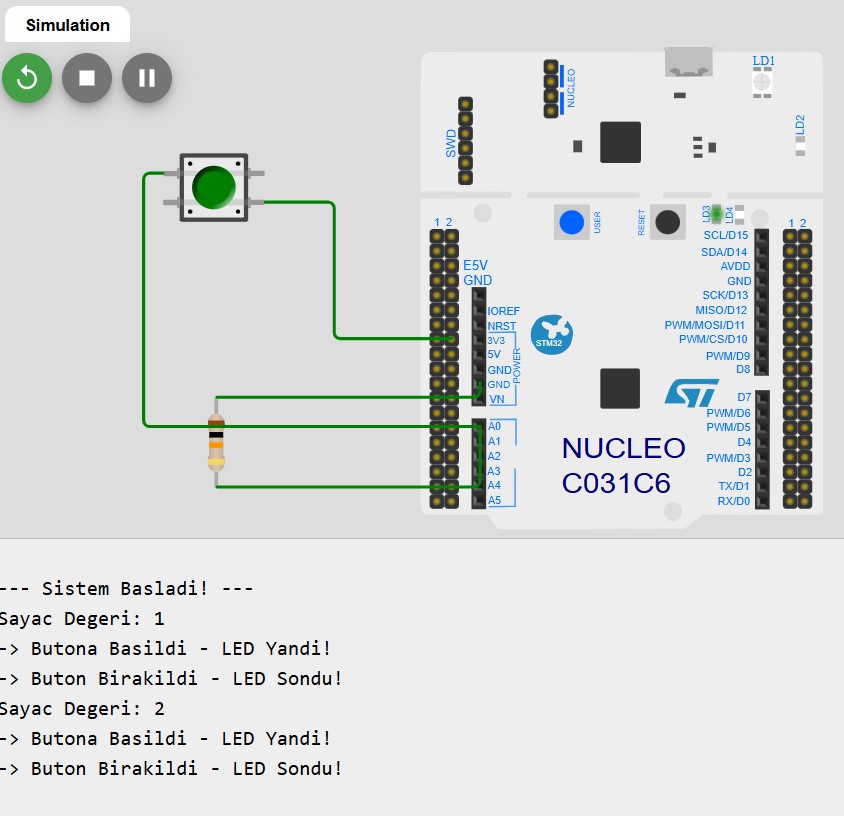 Simulation
NUCLEO
LD1
LD2
SWD
USER
RESET
LD3
LD4
1 2
1 2
SCL/D15
SDA/D14
AVDD
GND
SCK/D13
MISO/D12
PWM/MOSI/D11
PWM/CS/D10
PWM/D9
D8
E5V
GND
IOREF
NRST
3V3
5V
GND
GND
VN
POWER
STM32
A0
A1
A2
A3
A4
A5
D7
PWM/D6
PWM/D5
D4
PWM/D3
D2
TX/D1
RX/D0
NUCLEO
C031C6
--- Sistem Basladi! ---
Sayac Degeri: 1
-> Butona Basildi - LED Yandi!
-> Buton Birakildi - LED Sondu!
Sayac Degeri: 2
-> Butona Basildi - LED Yandi!
-> Buton Birakildi - LED Sondu!